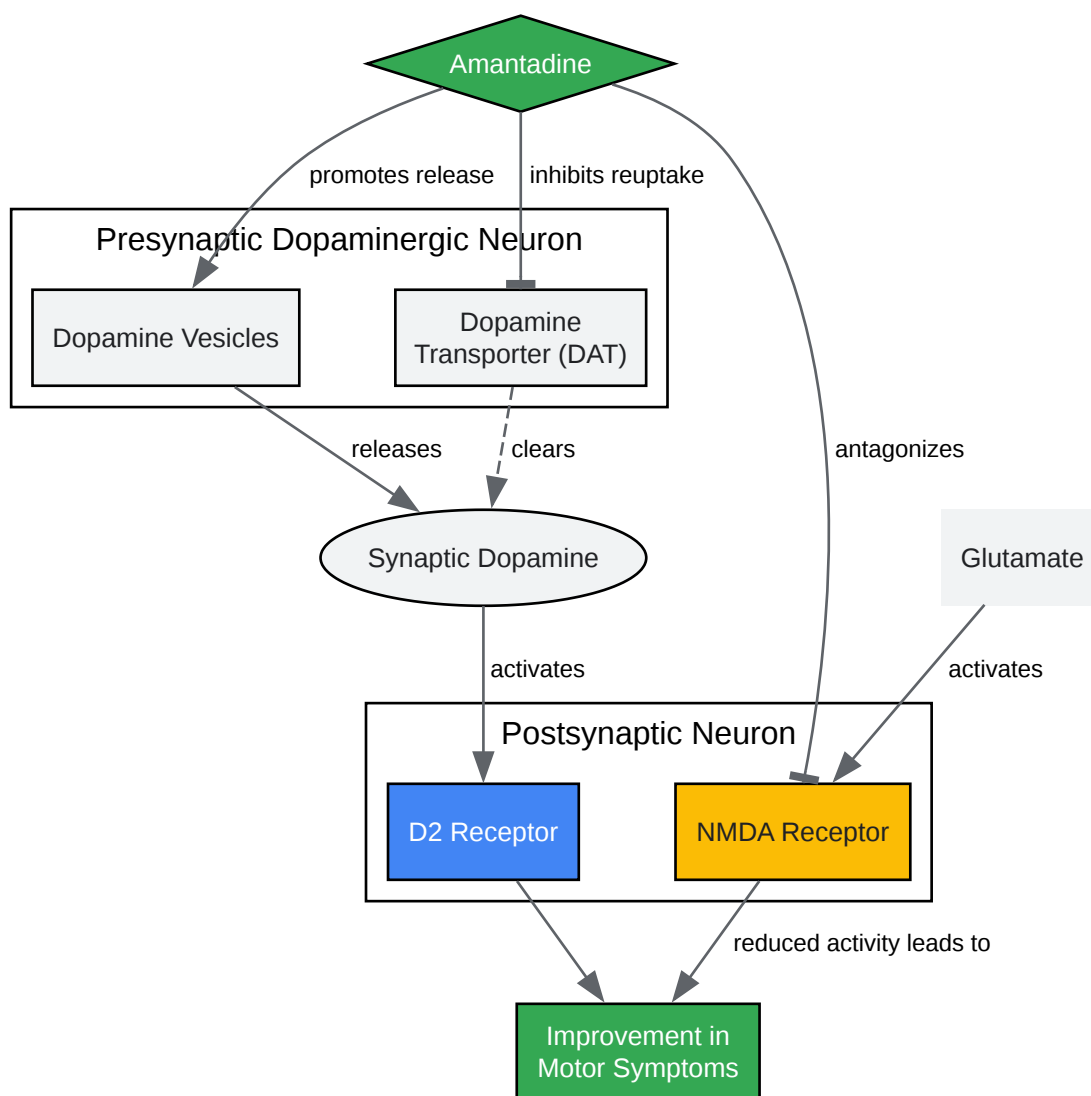 Amantadine
promotes release
inhibits reuptake
Presynaptic Dopaminergic Neuron
Dopamine Vesicles
Dopamine
Transporter (DAT)
releases
clears
antagonizes
Synaptic Dopamine
Glutamate
activates
activates
Postsynaptic Neuron
D2 Receptor
NMDA Receptor
reduced activity leads to
Improvement in
Motor Symptoms